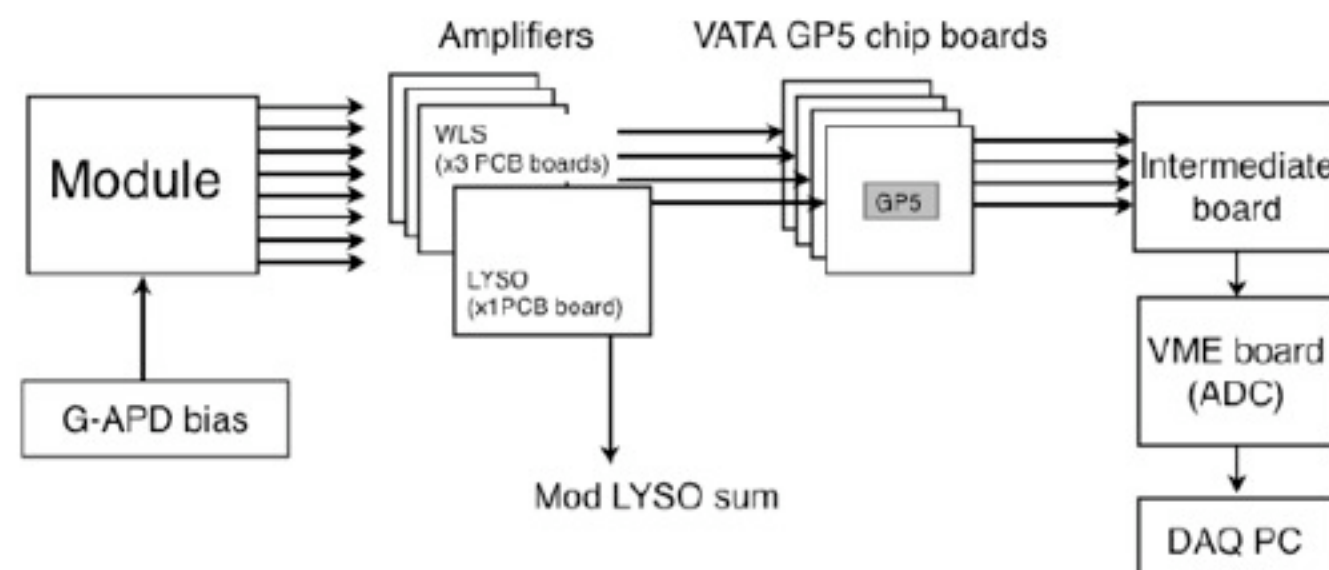 Amplifiers
VATA GP5 chip boards
Module
WLS
(x3 PCB boards)
GP5
Intermediate
board
LYSO
(x1PCB board)
VME board
(ADC)
G-APD bias
Mod LYSO sum
DAQ PC